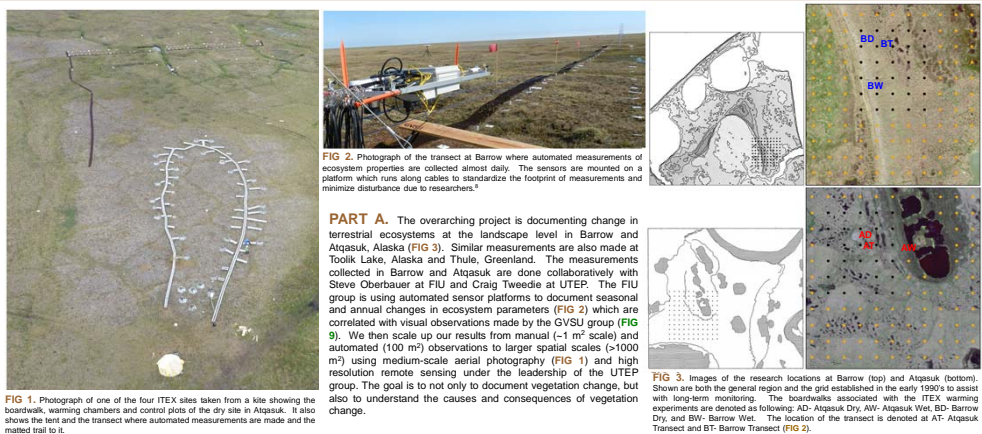 FIG 1. Photograph of one of the four ITEX sites taken from a kite showing the
boardwalk, warming chambers and control plots of the dry site in Atqasuk. It also
shows the tent and the transect where automated measurements are made and the
matted trail to it.
FIG 2. Photograph of the transect at Barrow where automated measurements of
ecosystem properties are collected almost daily. The sensors are mounted on a
platform which runs along cables to standardize the footprint of measurements and
minimize disturbance due to researchers.8
PART A. The overarching project is documenting change in
terrestrial ecosystems at the landscape level in Barrow and
Atqasuk, Alaska (FIG 3). Similar measurements are also made at
Toolik Lake, Alaska and Thule, Greenland. The measurements
collected in Barrow and Atqasuk are done collaboratively with
Steve Oberbauer at FIU and Craig Tweedie at UTEP. The FIU
group is using automated sensor platforms to document seasonal
and annual changes in ecosystem parameters (FIG 2) which are
correlated with visual observations made by the GVSU group (FIG
9). We then scale up our results from manual (~1 m² scale) and
automated (100 m²) observations to larger spatial scales (>1000
m²) using medium-scale aerial photography (FIG 1) and high
resolution remote sensing under the leadership of the UTEP
group. The goal is to not only to document vegetation change, but
also to understand the causes and consequences of vegetation
change.
BD
BT
BW
AD
AT
AW
FIG 3. Images of the research locations at Barrow (top) and Atqasuk (bottom).
Shown are both the general region and the grid established in the early 1990's to assist
with long-term monitoring. The boardwalks associated with the ITEX warming
experiments are denoted as following: AD- Atqasuk Dry, AW- Atqasuk Wet, BD- Barrow
Dry, and BW- Barrow Wet. The location of the transect is denoted at AT- Atqasuk
Transect and BT- Barrow Transect (FIG 2).